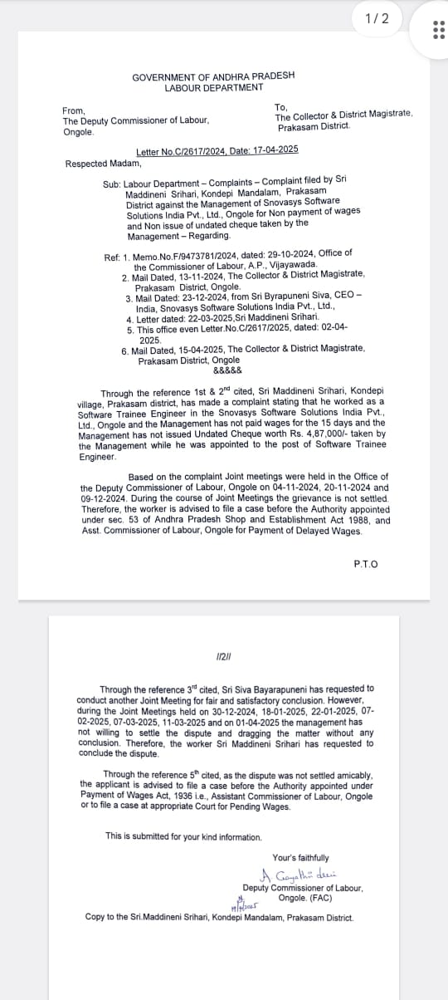 1/2
GOVERNMENT OF ANDHRA PRADESH
LABOUR DEPARTMENT
From,
The Deputy Commissioner of Labour,
Ongole.
To,
The Collector & District Magistrate,
Prakasam District.
Letter No.C/2617/2024, Date: 17-04-2025
Respected Madam,
Sub: Labour Department – Complaints – Complaint filed by Sri
Maddineni Srihari, Kondepi Mandalam, Prakasam
District against the Management of Snovasys Software
Solutions India Pvt., Ltd., Ongole for Non payment of wages
and Non issue of undated cheque taken by the
Management – Regarding.
Ref: 1. Memo.No.F/9473781/2024, dated: 29-10-2024, Office of
the Commissioner of Labour, A.P., Vijayawada.
2. Mail Dated, 13-11-2024, The Collector & District Magistrate,
Prakasam District, Ongole.
3. Mail Dated: 23-12-2024, from Sri Byrapuneni Siva, CEO –
India, Snovasys Software Solutions India Pvt., Ltd.,
4. Letter dated: 22-03-2025,Sri Maddineni Srihari.
5. This office even Letter.No.C/2617/2025, dated: 02-04-
2025.
6. Mail Dated, 15-04-2025, The Collector & District Magistrate,
Prakasam District, Ongole
&&&&&
Through the reference 1st & 2nd cited, Sri Maddineni Srihari, Kondepi
village, Prakasam district, has made a complaint stating that he worked as a
Software Trainee Engineer in the Snovasys Software Solutions India Pvt.,
Ltd., Ongole and the Management has not paid wages for the 15 days and the
Management has not issued Undated Cheque worth Rs. 4,87,000/- taken by
the Management while he was appointed to the post of Software Trainee
Engineer.
Based on the complaint Joint meetings were held in the Office of
the Deputy Commissioner of Labour, Ongole on 04-11-2024, 20-11-2024 and
09-12-2024. During the course of Joint Meetings the grievance is not settled.
Therefore, the worker is advised to file a case before the Authority appointed
under sec. 53 of Andhra Pradesh Shop and Establishment Act 1988, and
Asst. Commissioner of Labour, Ongole for Payment of Delayed Wages.
P.T.O
//2//
Through the reference 3rd cited, Sri Siva Bayarapuneni has requested to
conduct another Joint Meeting for fair and satisfactory conclusion. However,
during the Joint Meetings held on 30-12-2024, 18-01-2025, 22-01-2025, 07-
02-2025, 07-03-2025, 11-03-2025 and on 01-04-2025 the management has
not willing to settle the dispute and dragging the matter without any
conclusion. Therefore, the worker Sri Maddineni Srihari has requested to
conclude the dispute.
Through the reference 5th cited, as the dispute was not settled amicably,
the applicant is advised to file a case before the Authority appointed under
Payment of Wages Act, 1936 i.e., Assistant Commissioner of Labour, Ongole
or to file a case at appropriate Court for Pending Wages.
This is submitted for your kind information.
Your's faithfully
A Gayathri devi
Deputy Commissioner of Labour,
Ongole. (FAC)
Copy to the Sri.Maddineni Srihari, Kondepi Mandalam, Prakasam District.